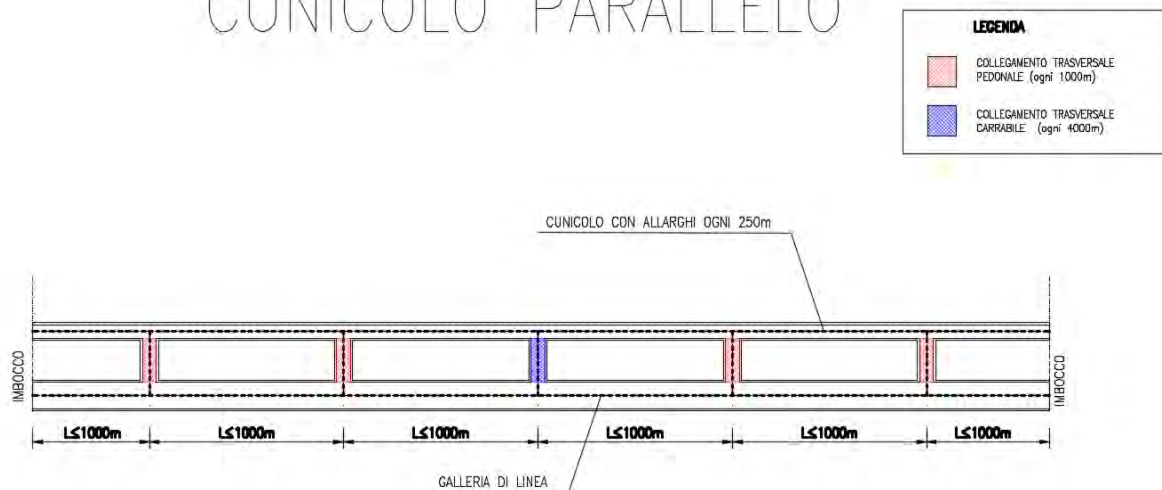 CUNICOLO PARALLELO
LEGENDA
COLLEGAMENTO TRASVERSALE
PEDONALE (ogni 1000m)
COLLEGAMENTO TRASVERSALE
CARRABILE (ogni 4000m)
CUNICOLO CON ALLARGHI OGNI 250m
IMBOCCO
IMBOCCO
L≤1000m L≤1000m L≤1000m L≤1000m L≤1000m L≤1000m
GALLERIA DI LINEA